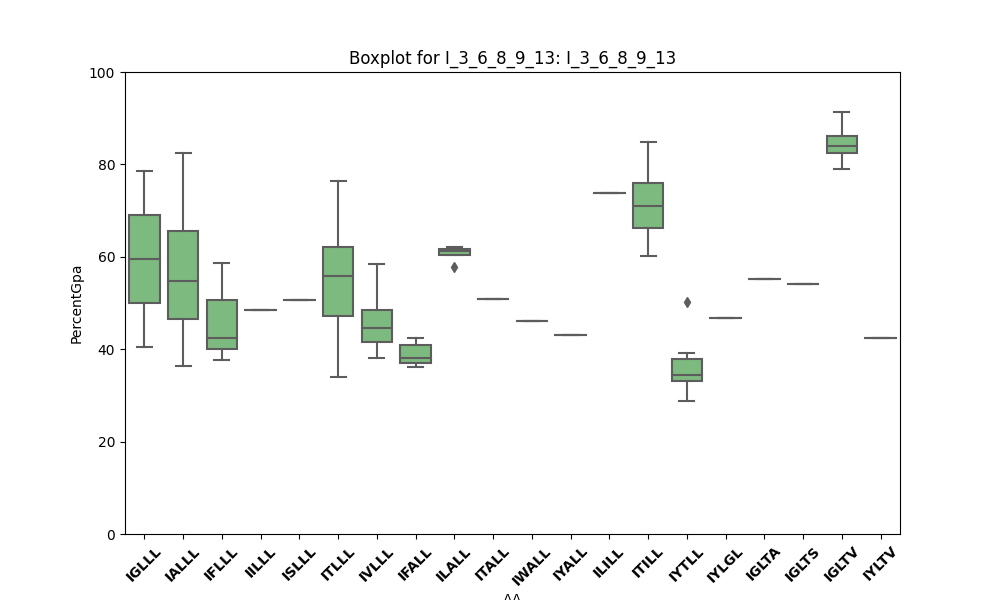 Boxplot for I_3_6_8_9_13: I_3_6_8_9_13
PercentGpa
100
80
60
40
20
0
IGLLL IALLL IFLLL IILLL ISLLL ITLLL IVLLL IFALL ILALL ITALL IWALL IYALL ILILL ITILL IYTLL IYLGL IGLTA IGLTS IGLTV IYLTV
AA